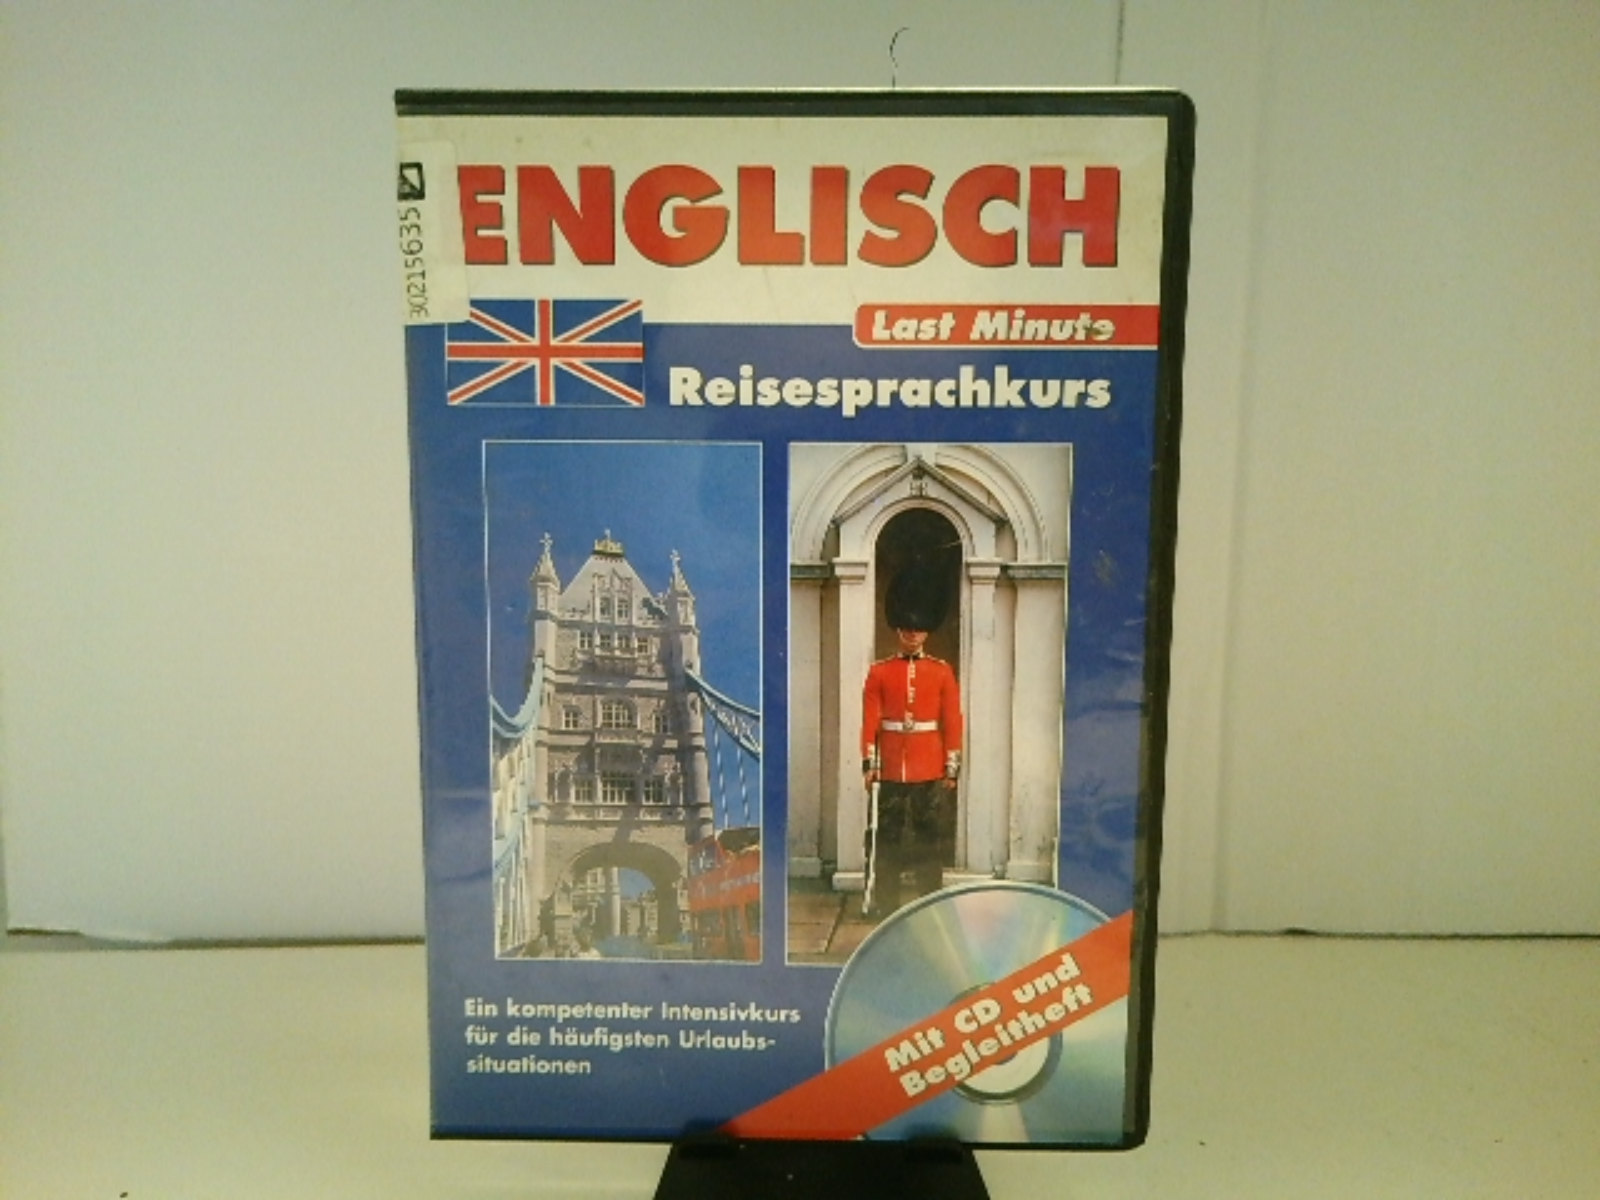 ENGLISCH
30215635
Last Minute
Reisesprachkurs
Ein kompetenter Intensivkurs
für die häufigsten Urlaubs-
situationen
Mit CD und
Begleitheft